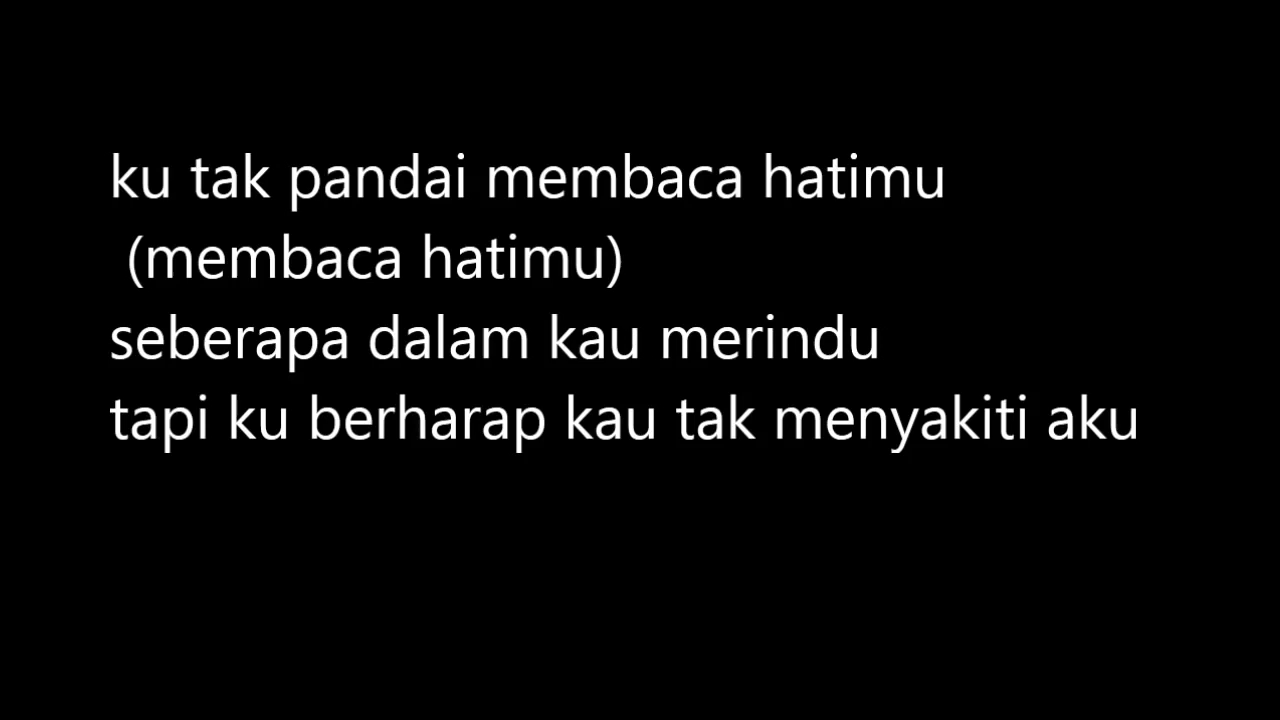 ku tak pandai membaca hatimu
(membaca hatimu)
seberapa dalam kau merindu
tapi ku berharap kau tak menyakiti aku